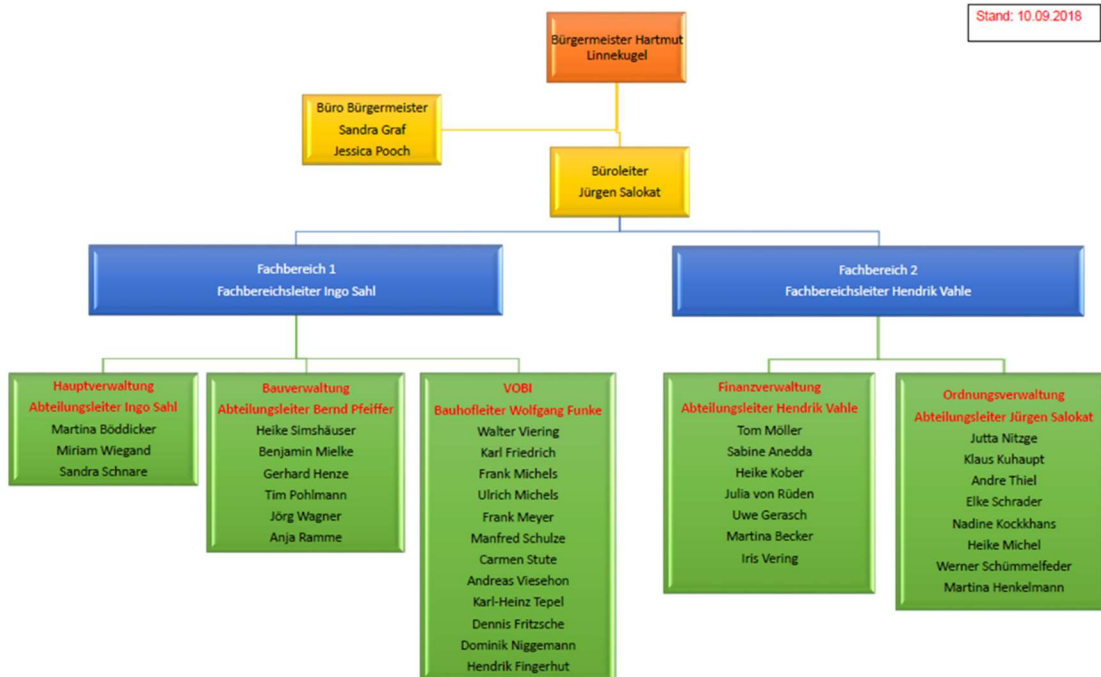 Stand: 10.09.2018
Bürgermeister Hartmut
Linnekugel
Büro Bürgermeister
Sandra Graf
Jessica Pooch
Büroleiter
Jürgen Salokat
Fachbereich 1
Fachbereichsleiter Ingo Sahl
Fachbereich 2
Fachbereichsleiter Hendrik Vahle
Hauptverwaltung
Abteilungsleiter Ingo Sahl
Martina Böddicker
Miriam Wiegand
Sandra Schnare
Bauverwaltung
Abteilungsleiter Bernd Pfeiffer
Heike Simshäuser
Benjamin Mielke
Gerhard Henze
Tim Pohlmann
Jörg Wagner
Anja Ramme
VOBI
Bauhofleiter Wolfgang Funke
Walter Viering
Karl Friedrich
Frank Michels
Ulrich Michels
Frank Meyer
Manfred Schulze
Carmen Stute
Andreas Viesehon
Karl-Heinz Tepel
Dennis Fritzsche
Dominik Niggemann
Hendrik Fingerhut
Finanzverwaltung
Abteilungsleiter Hendrik Vahle
Tom Möller
Sabine Anedda
Heike Kober
Julia von Rüden
Uwe Gerasch
Martina Becker
Iris Vering
Ordnungsverwaltung
Abteilungsleiter Jürgen Salokat
Jutta Nitzge
Klaus Kuhaupt
Andre Thiel
Elke Schrader
Nadine Kockkhans
Heike Michel
Werner Schümmelfeder
Martina Henkelmann